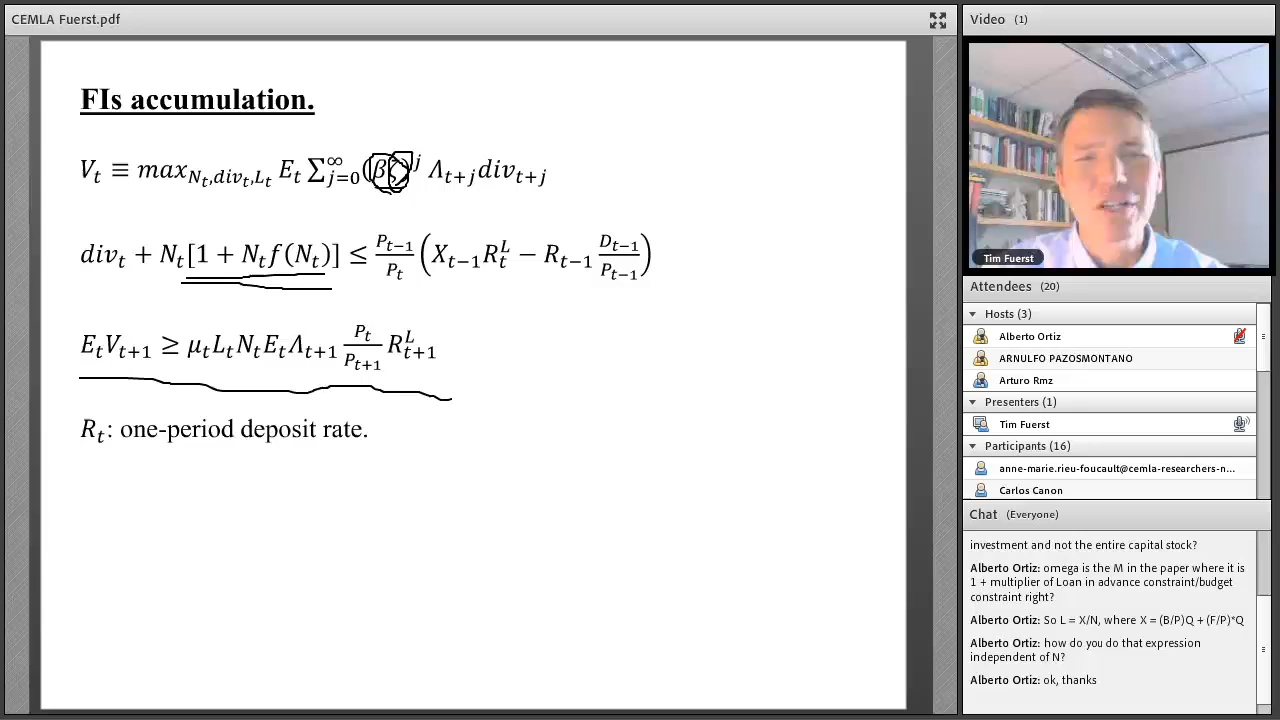 CEMLA Fuerst.pdf
FIs accumulation.
V_t ≡ max_{N_t,div_t,L_t} E_t ∑_{j=0}^{∞} (βζ)^j Λ_{t+j} div_{t+j}
div_t + N_t[1 + N_t f(N_t)] ≤ P_{t−1}/P_t (X_{t−1} R_t^L − R_{t−1} D_{t−1}/P_{t−1})
E_t V_{t+1} ≥ μ_t L_t N_t E_t Λ_{t+1} P_t/P_{t+1} R_{t+1}^L
R_t: one-period deposit rate.
Video (1)
Tim Fuerst
Attendees (20)
Hosts (3)
Alberto Ortiz
ARNULFO PAZOSMONTANO
Arturo Rmz
Presenters (1)
Tim Fuerst
Participants (16)
anne-marie.rieu-foucault@cemla-researchers-n...
Carlos Canon
Chat (Everyone)
investment and not the entire capital stock?
Alberto Ortiz: omega is the M in the paper where it is
1 + multiplier of Loan in advance constraint/budget
constraint right?
Alberto Ortiz: So L = X/N, where X = (B/P)Q + (F/P)*Q
Alberto Ortiz: how do you do that expression
independent of N?
Alberto Ortiz: ok, thanks